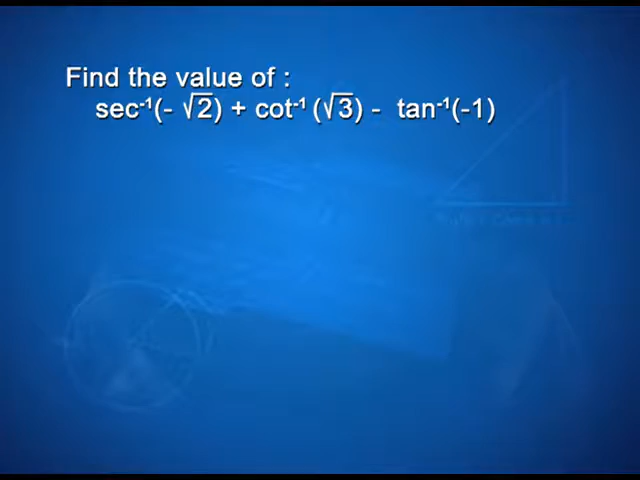 Find the value of :
sec⁻¹(- √2) + cot⁻¹ (√3) - tan⁻¹(-1)